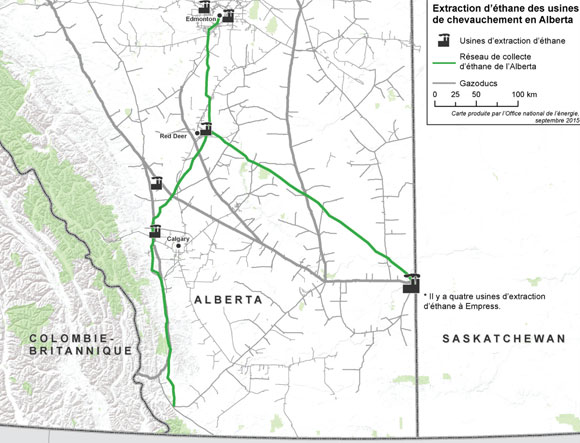 Extraction d'éthane des usines
de chevauchement en Alberta
Usines d'extraction d'éthane
Réseau de collecte
d'éthane de l'Alberta
Gazoducs
0 25 50 100 km
Carte produite par l'Office national de l'énergie,
septembre 2015
Edmonton
Red Deer
Calgary
ALBERTA
* Il y a quatre usines d'extraction
d'éthane à Empress.
COLOMBIE-
BRITANNIQUE
SASKATCHEWAN